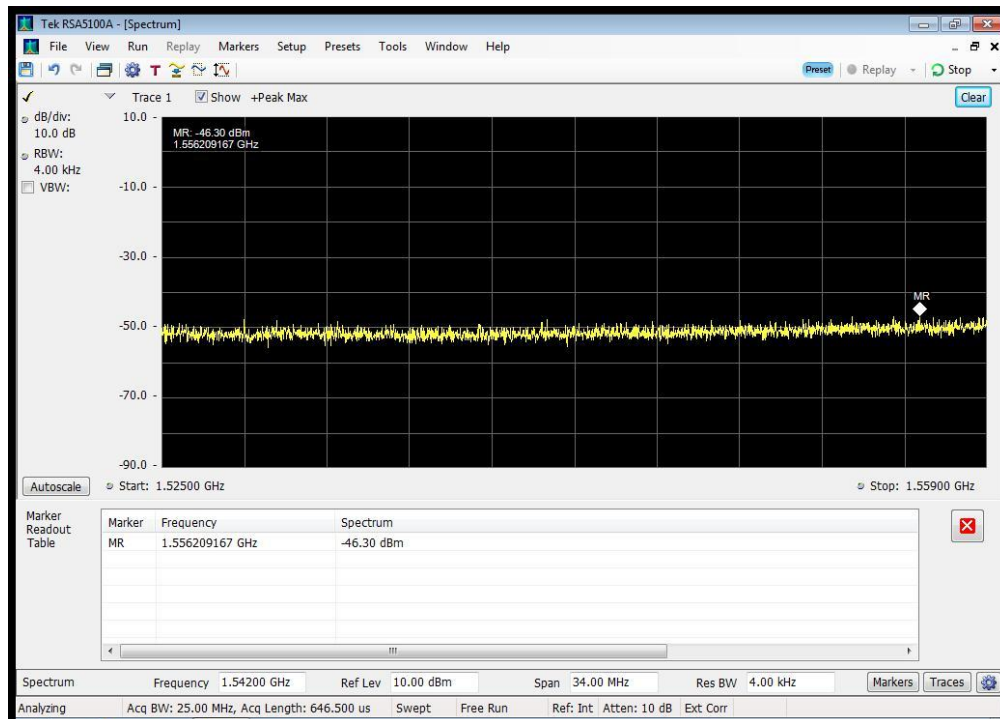 Tek RSA5100A - [Spectrum]
File View Run Replay Markers Setup Presets Tools Window Help
T Preset Replay Stop
Trace 1 Show +Peak Max Clear
dB/div:
10.0 dB
RBW:
4.00 kHz
VBW:
10.0 -
MR: -46.30 dBm
1.556209167 GHz
-10.0 -
-30.0 -
MR
-50.0 -
-70.0 -
-90.0 -
Autoscale Start: 1.52500 GHz Stop: 1.55900 GHz
Marker
Readout
Table
Marker Frequency Spectrum
MR 1.556209167 GHz -46.30 dBm
Spectrum Frequency 1.54200 GHz Ref Lev 10.00 dBm Span 34.00 MHz Res BW 4.00 kHz Markers Traces
Analyzing Acq BW: 25.00 MHz, Acq Length: 646.500 us Swept Free Run Ref: Int Atten: 10 dB Ext Corr